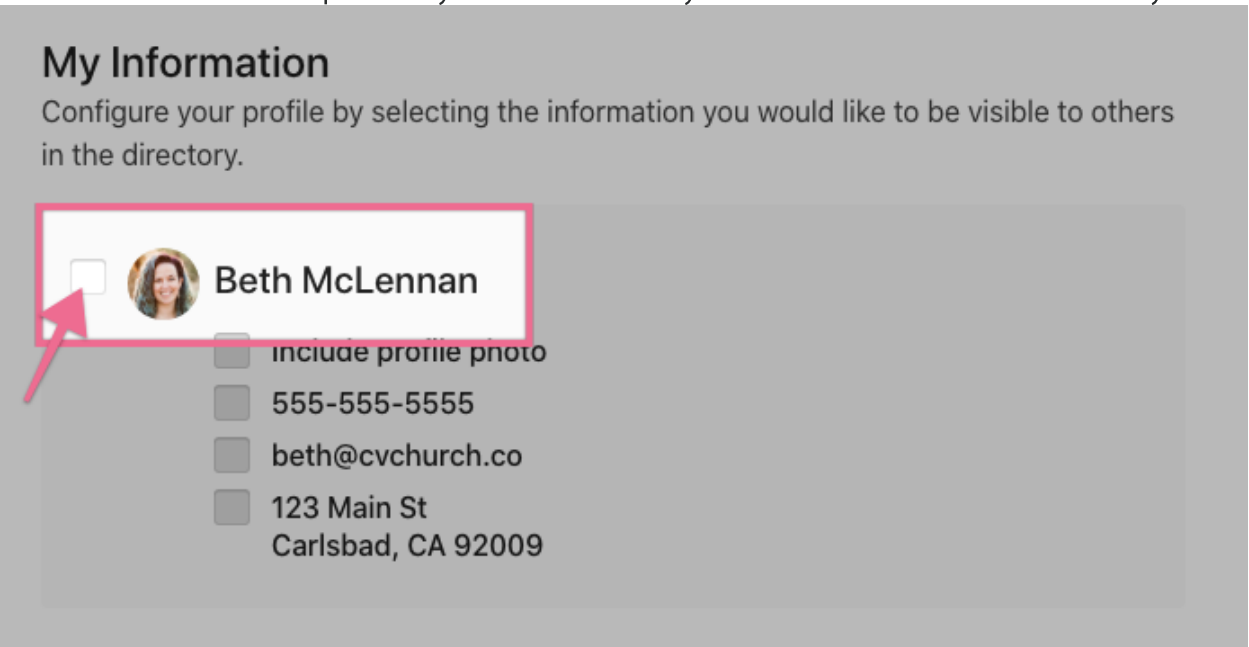 My Information
Configure your profile by selecting the information you would like to be visible to others
in the directory.
Beth McLennan
Include profile photo
555-555-5555
beth@cvchurch.co
123 Main St
Carlsbad, CA 92009